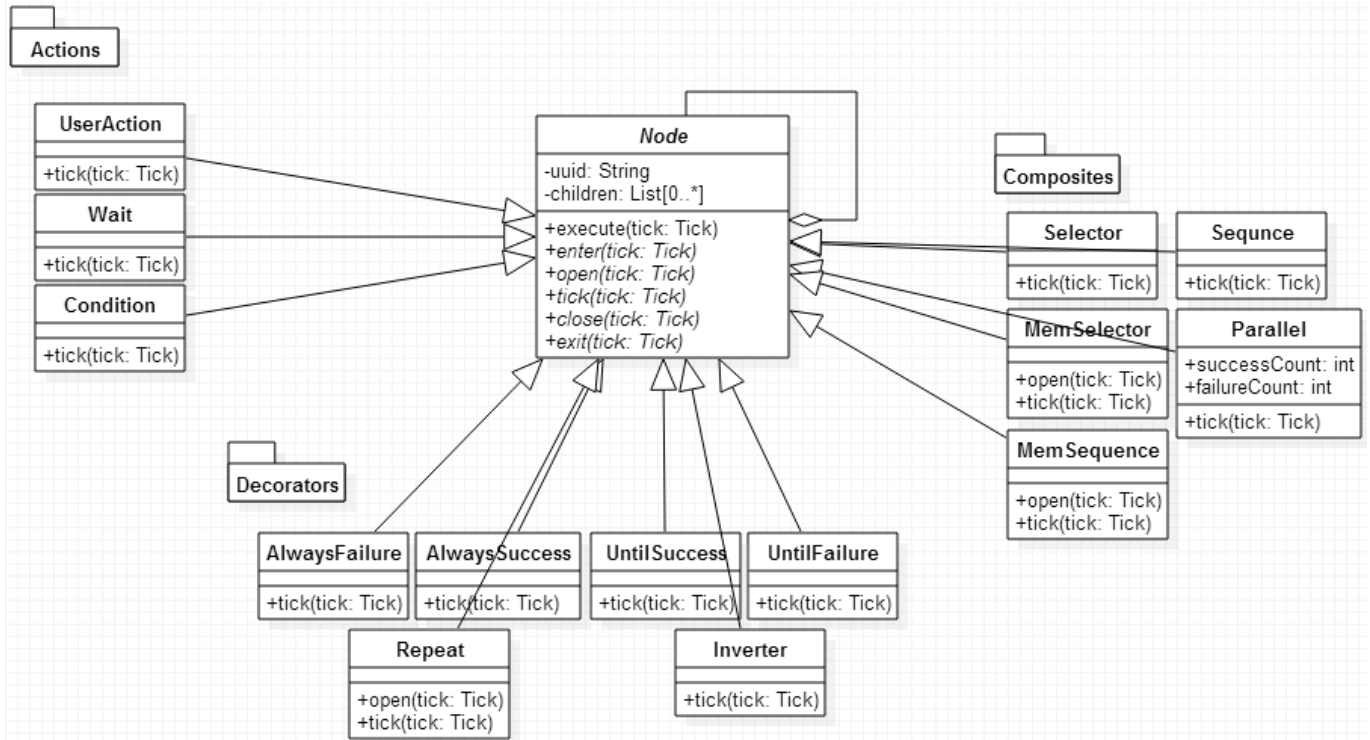 Actions
UserAction
+tick(tick: Tick)
Wait
+tick(tick: Tick)
Condition
+tick(tick: Tick)
Node
-uuid: String
-children: List[0..*]
+execute(tick: Tick)
+enter(tick: Tick)
+open(tick: Tick)
+tick(tick: Tick)
+close(tick: Tick)
+exit(tick: Tick)
Composites
Selector
+tick(tick: Tick)
Sequnce
+tick(tick: Tick)
MemSelector
+open(tick: Tick)
+tick(tick: Tick)
Parallel
+successCount: int
+failureCount: int
+tick(tick: Tick)
MemSequence
+open(tick: Tick)
+tick(tick: Tick)
Decorators
AlwaysFailure
+tick(tick: Tick)
AlwaysSuccess
+tick(tick: Tick)
UntilSuccess
+tick(tick: Tick)
UntilFailure
+tick(tick: Tick)
Repeat
+open(tick: Tick)
+tick(tick: Tick)
Inverter
+tick(tick: Tick)